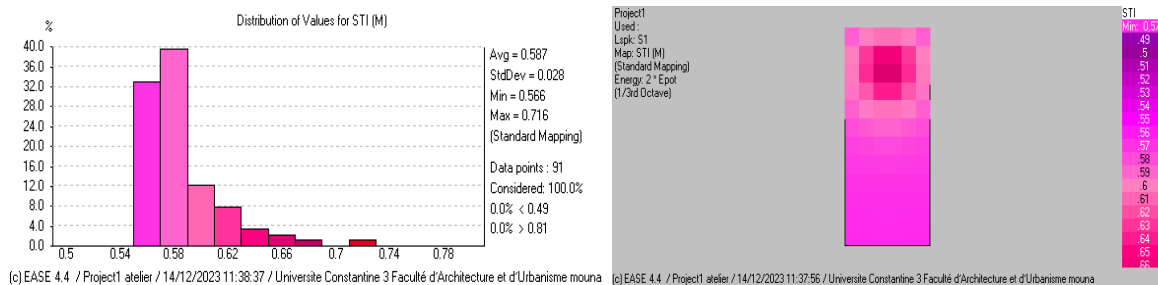 Distribution of Values for STI (M)
%
40.0
36.0
32.0
28.0
24.0
20.0
16.0
12.0
8.0
4.0
0.0
0.5 0.54 0.58 0.62 0.66 0.7 0.74 0.78
Avg = 0.587
StdDev = 0.028
Min = 0.566
Max = 0.716
(Standard Mapping)
Data points : 91
Considered: 100.0%
0.0% < 0.49
0.0% > 0.81
(c) EASE 4.4 / Project1 atelier / 14/12/2023 11:38:37 / Universite Constantine 3 Faculté d'Architecture et d'Urbanisme mouna
Project1
Used :
Lspk: S1
Map: STI (M)
(Standard Mapping)
Energy: 2 * Epot
(1/3rd Octave)
STI
Min: 0.57
.49
.5
.51
.52
.53
.54
.55
.56
.57
.58
.59
.6
.61
.62
.63
.64
.65
.66
(c) EASE 4.4 / Project1 atelier / 14/12/2023 11:37:56 / Universite Constantine 3 Faculté d'Architecture et d'Urbanisme mouna